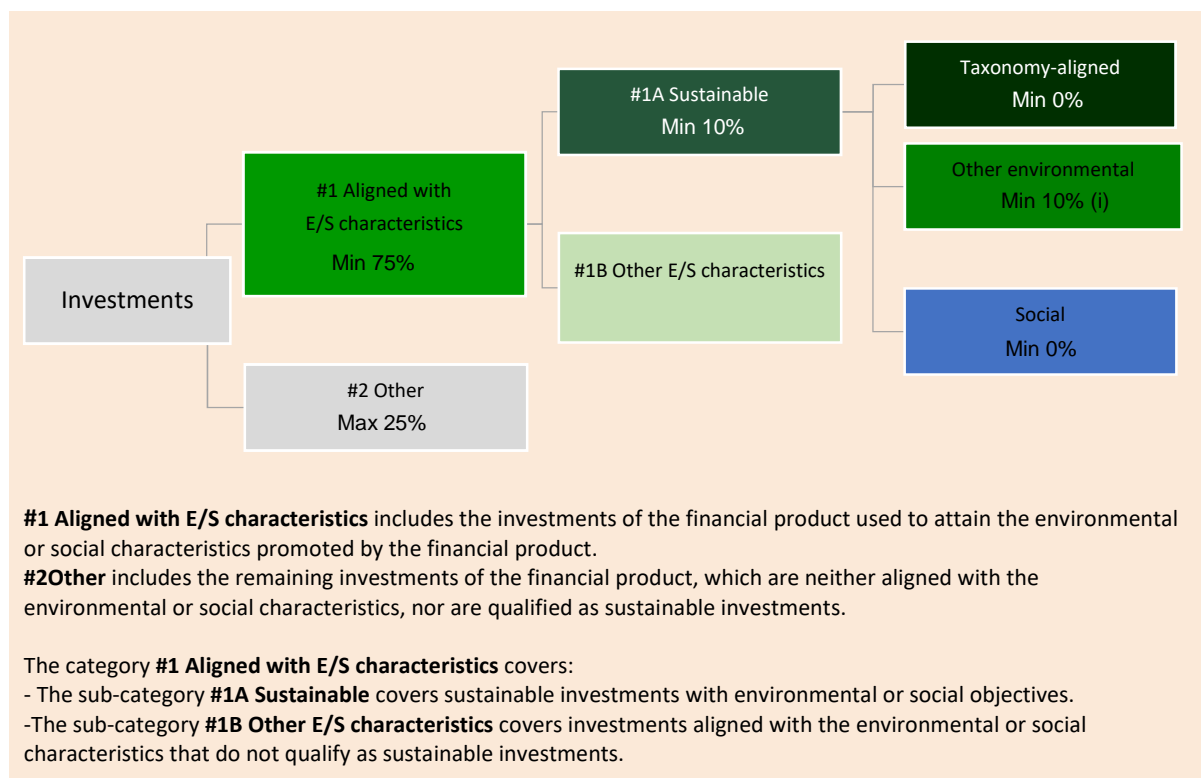 Taxonomy-aligned
Min 0%
#1A Sustainable
Min 10%
Other environmental
Min 10% (i)
#1 Aligned with
E/S characteristics
Min 75%
#1B Other E/S characteristics
Investments
Social
Min 0%
#2 Other
Max 25%
#1 Aligned with E/S characteristics includes the investments of the financial product used to attain the environmental
or social characteristics promoted by the financial product.
#2Other includes the remaining investments of the financial product, which are neither aligned with the
environmental or social characteristics, nor are qualified as sustainable investments.
The category #1 Aligned with E/S characteristics covers:
- The sub-category #1A Sustainable covers sustainable investments with environmental or social objectives.
-The sub-category #1B Other E/S characteristics covers investments aligned with the environmental or social
characteristics that do not qualify as sustainable investments.